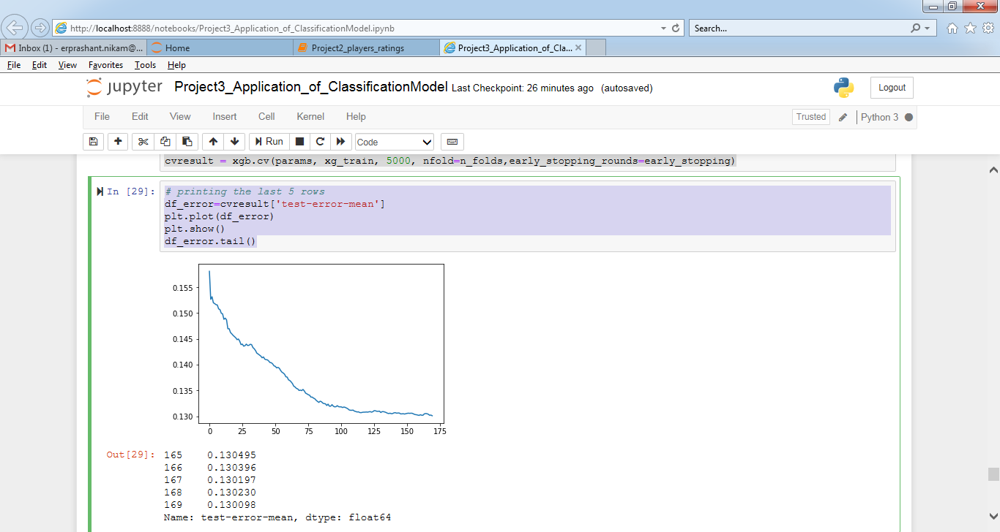 http://localhost:8888/notebooks/Project3_Application_of_ClassificationModel.ipynb
Search...
Inbox (1) - erprashant.nikam@...
Home
Project2_players_ratings
Project3_Application_of_Cla...
File Edit View Favorites Tools Help
jupyter Project3_Application_of_ClassificationModel Last Checkpoint: 26 minutes ago (autosaved)
Logout
File Edit View Insert Cell Kernel Help
Trusted
Python 3
Run
Code
cvresult = xgb.cv(params, xg_train, 5000, nfold=n_folds,early_stopping_rounds=early_stopping)
In [29]: # printing the last 5 rows
df_error=cvresult['test-error-mean']
plt.plot(df_error)
plt.show()
df_error.tail()
0.155
0.150
0.145
0.140
0.135
0.130
0 25 50 75 100 125 150 175
Out[29]: 165 0.130495
166 0.130396
167 0.130197
168 0.130230
169 0.130098
Name: test-error-mean, dtype: float64